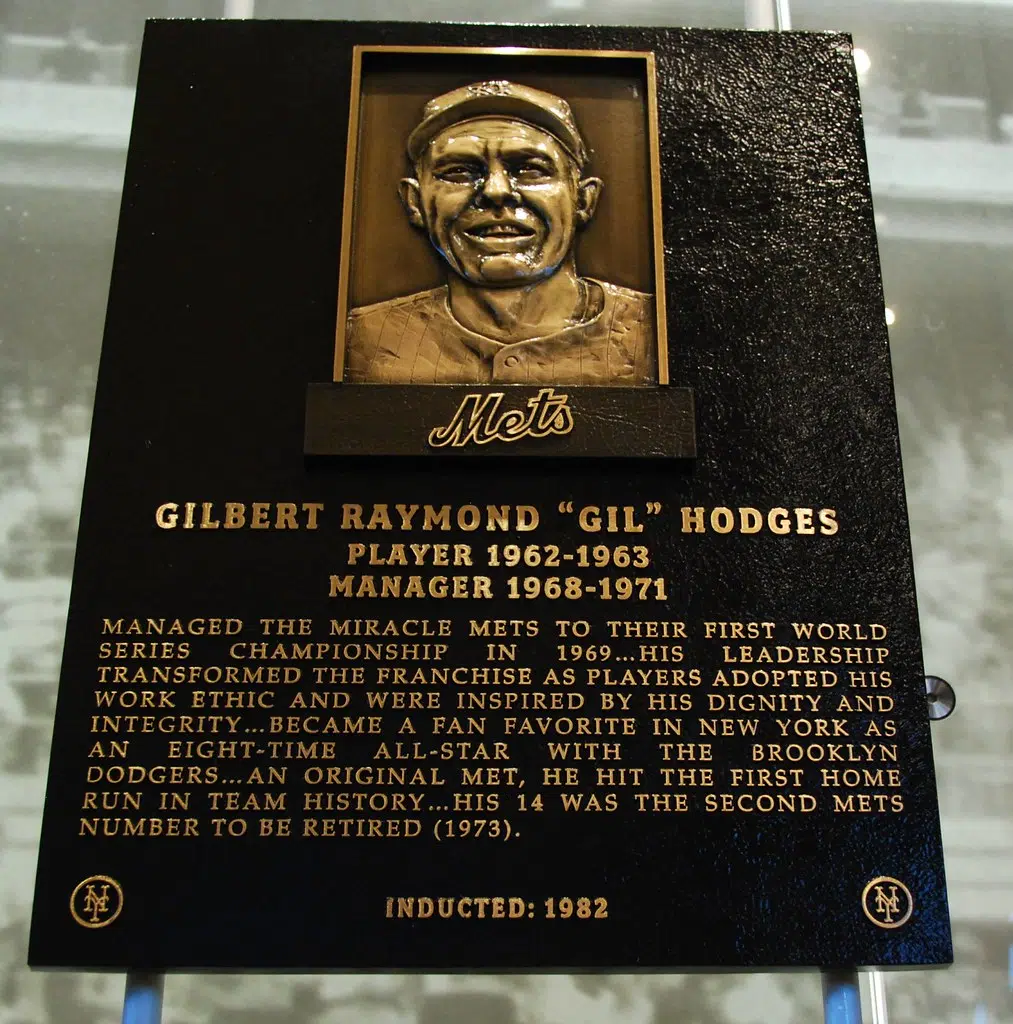 NY
Mets
GILBERT RAYMOND “GIL” HODGES
PLAYER 1962-1963
MANAGER 1968-1971
MANAGED THE MIRACLE METS TO THEIR FIRST WORLD
SERIES CHAMPIONSHIP IN 1969...HIS LEADERSHIP
TRANSFORMED THE FRANCHISE AS PLAYERS ADOPTED HIS
WORK ETHIC AND WERE INSPIRED BY HIS DIGNITY AND
INTEGRITY...BECAME A FAN FAVORITE IN NEW YORK AS
AN EIGHT-TIME ALL-STAR WITH THE BROOKLYN
DODGERS...AN ORIGINAL MET, HE HIT THE FIRST HOME
RUN IN TEAM HISTORY...HIS 14 WAS THE SECOND METS
NUMBER TO BE RETIRED (1973).
NY INDUCTED: 1982 NY